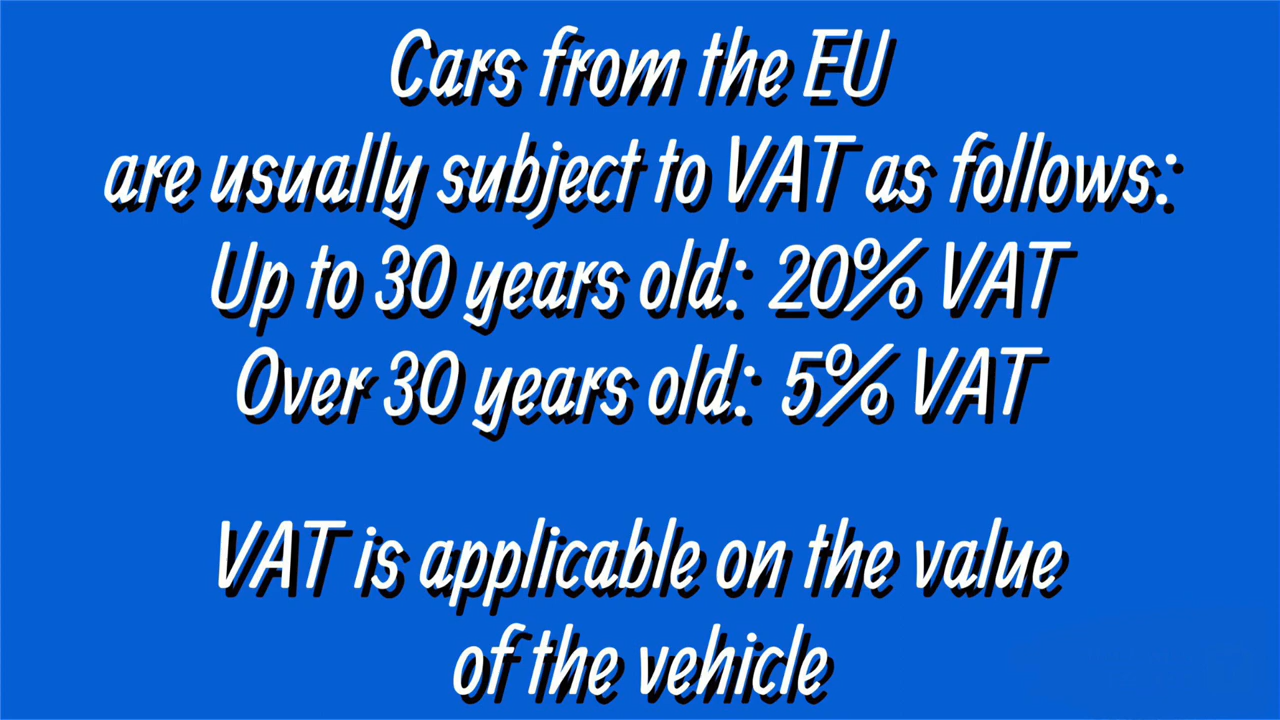 Cars from the EU
are usually subject to VAT as follows:
Up to 30 years old: 20% VAT
Over 30 years old: 5% VAT
VAT is applicable on the value
of the vehicle